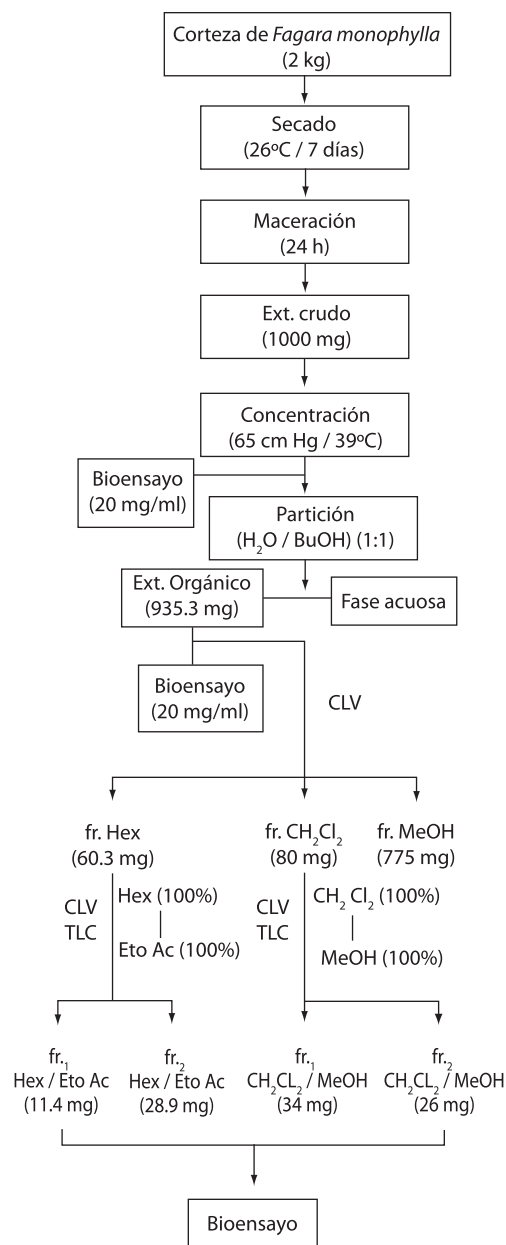 Corteza de Fagara monophylla
(2 kg)
Secado
(26ºC / 7 días)
Maceración
(24 h)
Ext. crudo
(1000 mg)
Concentración
(65 cm Hg / 39ºC)
Bioensayo
(20 mg/ml)
Partición
(H₂O / BuOH) (1:1)
Ext. Orgánico
(935.3 mg)
Fase acuosa
Bioensayo
(20 mg/ml)
CLV
fr. Hex
(60.3 mg)
fr. CH₂Cl₂
(80 mg)
fr. MeOH
(775 mg)
CLV
TLC
Hex (100%)
Eto Ac (100%)
CLV
TLC
CH₂ Cl₂ (100%)
MeOH (100%)
fr.₁
Hex / Eto Ac
(11.4 mg)
fr.₂
Hex / Eto Ac
(28.9 mg)
fr.₁
CH₂CL₂ / MeOH
(34 mg)
fr.₂
CH₂CL₂ / MeOH
(26 mg)
Bioensayo